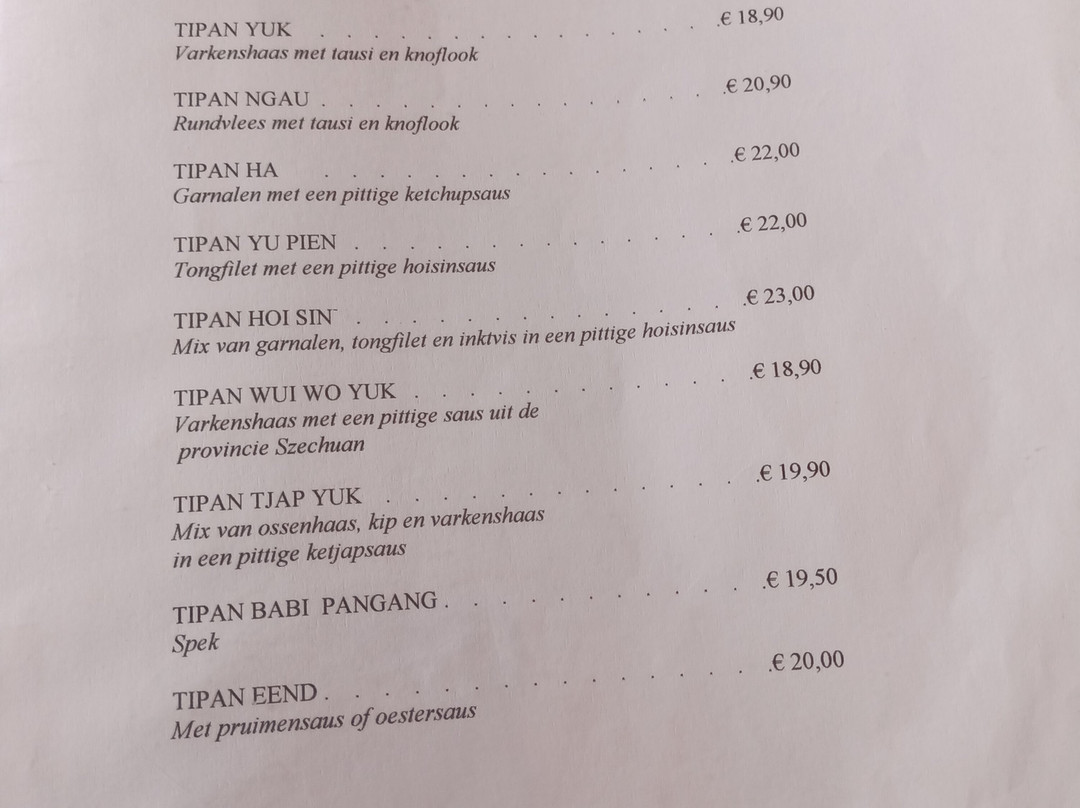 TIPAN YUK . . . . . . . . . . . . . . .€ 18,90
Varkenshaas met tausi en knoflook
TIPAN NGAU . . . . . . . . . . . . . . .€ 20,90
Rundvlees met tausi en knoflook
TIPAN HA . . . . . . . . . . . . . . .€ 22,00
Garnalen met een pittige ketchupsaus
TIPAN YU PIEN . . . . . . . . . . . . . .€ 22,00
Tongfilet met een pittige hoisinsaus
TIPAN HOI SIN . . . . . . . . . . . . . .€ 23,00
Mix van garnalen, tongfilet en inktvis in een pittige hoisinsaus
TIPAN WUI WO YUK . . . . . . . . . . . .€ 18,90
Varkenshaas met een pittige saus uit de
provincie Szechuan
TIPAN TJAP YUK . . . . . . . . . . . . .€ 19,90
Mix van ossenhaas, kip en varkenshaas
in een pittige ketjapsaus
TIPAN BABI PANGANG . . . . . . . . . . .€ 19,50
Spek
TIPAN EEND . . . . . . . . . . . . . . .€ 20,00
Met pruimensaus of oestersaus